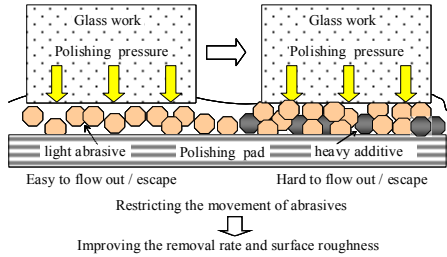 Glass work Glass work
Polishing pressure Polishing pressure
light abrasive Polishing pad heavy additive
Easy to flow out / escape Hard to flow out / escape
Restricting the movement of abrasives
Improving the removal rate and surface roughness